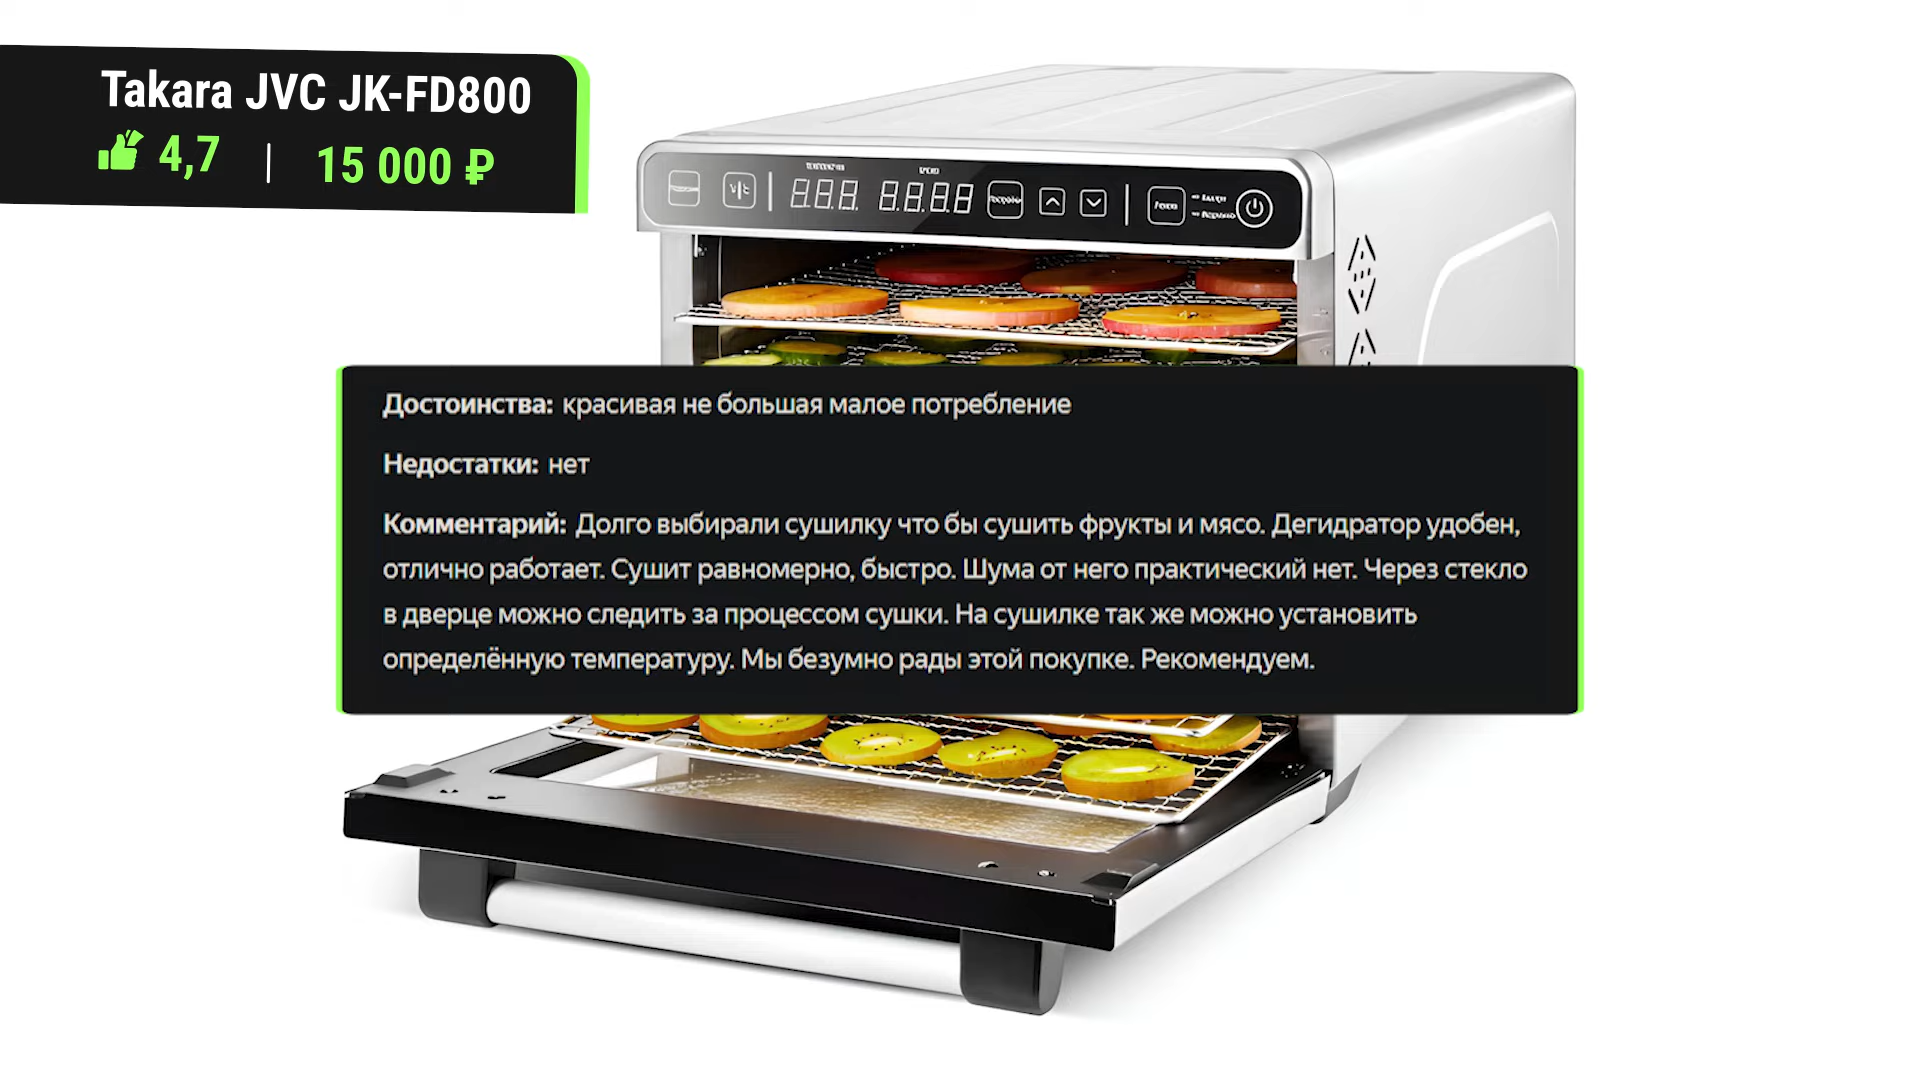 Takara JVC JK-FD800
4,7 | 15 000 ₽
Достоинства: красивая не большая малое потребление
Недостатки: нет
Комментарий: Долго выбирали сушилку что бы сушить фрукты и мясо. Дегидратор удобен,
отлично работает. Сушит равномерно, быстро. Шума от него практический нет. Через стекло
в дверце можно следить за процессом сушки. На сушилке так же можно установить
определённую температуру. Мы безумно рады этой покупке. Рекомендуем.